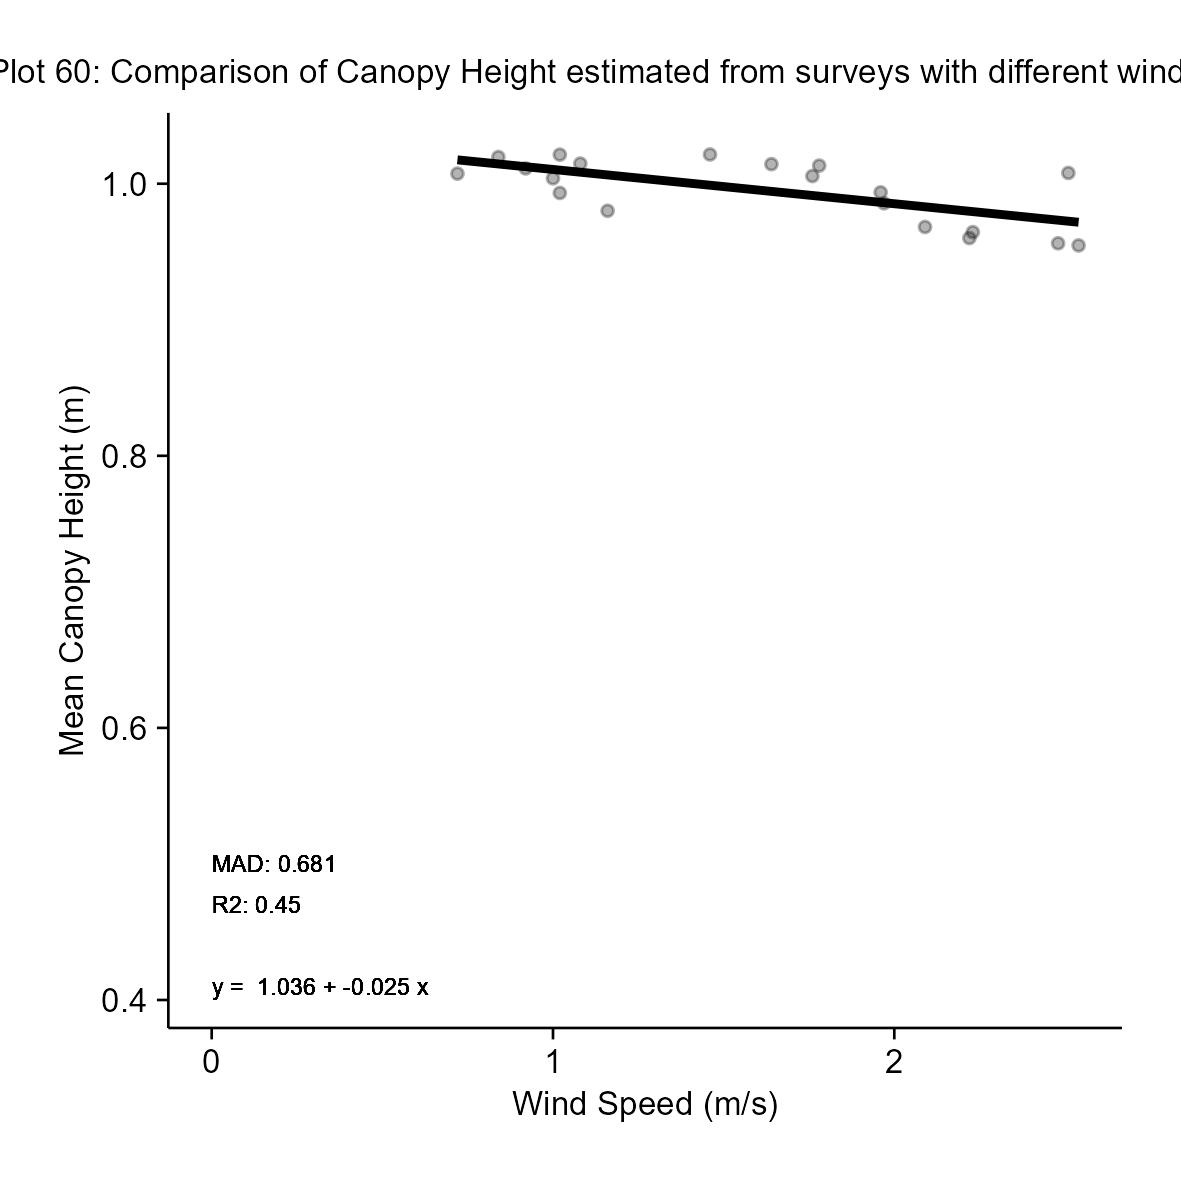 Plot 60: Comparison of Canopy Height estimated from surveys with different wind
1.0
0.8
0.6
0.4
Mean Canopy Height (m)
MAD: 0.681
R2: 0.45
y =  1.036 + -0.025 x
0
1
2
Wind Speed (m/s)